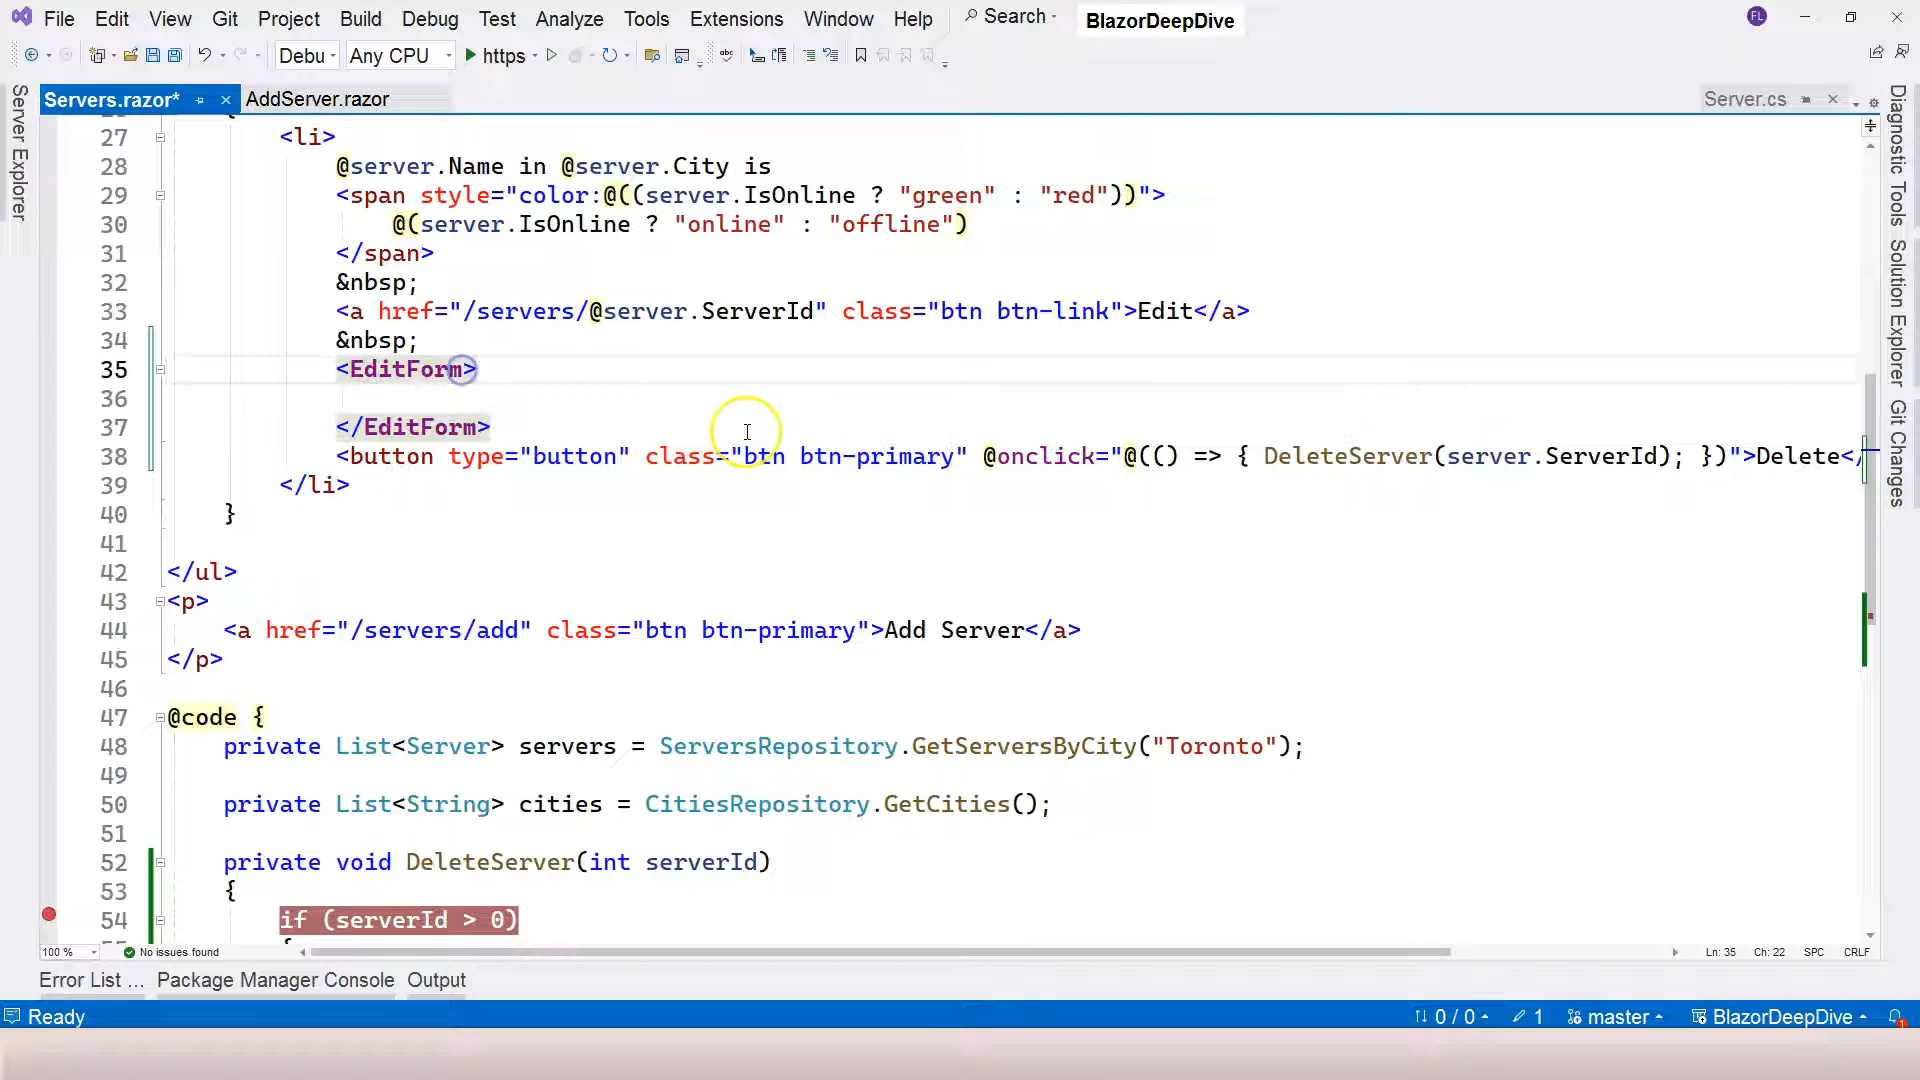 File Edit View Git Project Build Debug Test Analyze Tools Extensions Window Help Search BlazorDeepDive FL
Debu Any CPU https
Servers.razor* AddServer.razor Server.cs
Server Explorer
Diagnostic Tools
Solution Explorer
Git Changes
27 <li>
28 @server.Name in @server.City is
29 <span style="color:@((server.IsOnline ? "green" : "red"))">
30 @(server.IsOnline ? "online" : "offline")
31 </span>
32 &nbsp;
33 <a href="/servers/@server.ServerId" class="btn btn-link">Edit</a>
34 &nbsp;
35 <EditForm>
36
37 </EditForm>
38 <button type="button" class="btn btn-primary" @onclick="@(() => { DeleteServer(server.ServerId); })">Delete</
39 </li>
40 }
41
42 </ul>
43 <p>
44 <a href="/servers/add" class="btn btn-primary">Add Server</a>
45 </p>
46
47 @code {
48 private List<Server> servers = ServersRepository.GetServersByCity("Toronto");
49
50 private List<String> cities = CitiesRepository.GetCities();
51
52 private void DeleteServer(int serverId)
53 {
54 if (serverId > 0)
100 % No issues found Ln: 35 Ch: 22 SPC CRLF
Error List ... Package Manager Console Output
Ready 0 / 0 1 master BlazorDeepDive 1